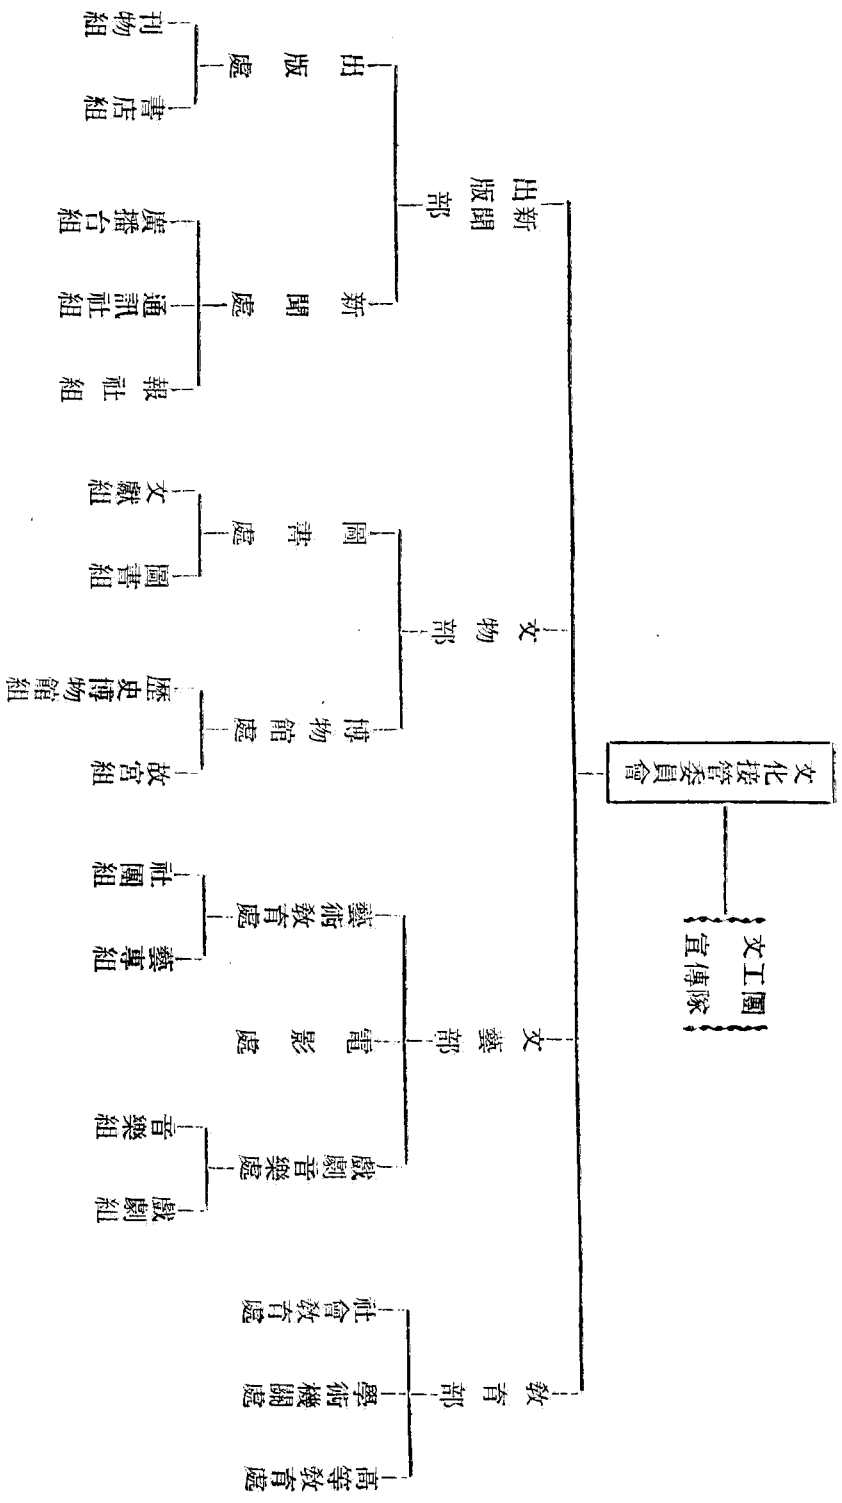 文化接管委員會
文工團
宣傳隊
教育部
文藝部
文物部
新聞
出版
部
高等教育處
學術機關處
社會教育處
戲劇音樂處
電影處
藝術教育處
博物館處
圖書處
新聞處
出版處
戲劇組
音樂組
藝專組
社團組
故宮組
歷史博物館組
圖書組
文獻組
報社組
通訊社組
廣播台組
書店組
刊物組